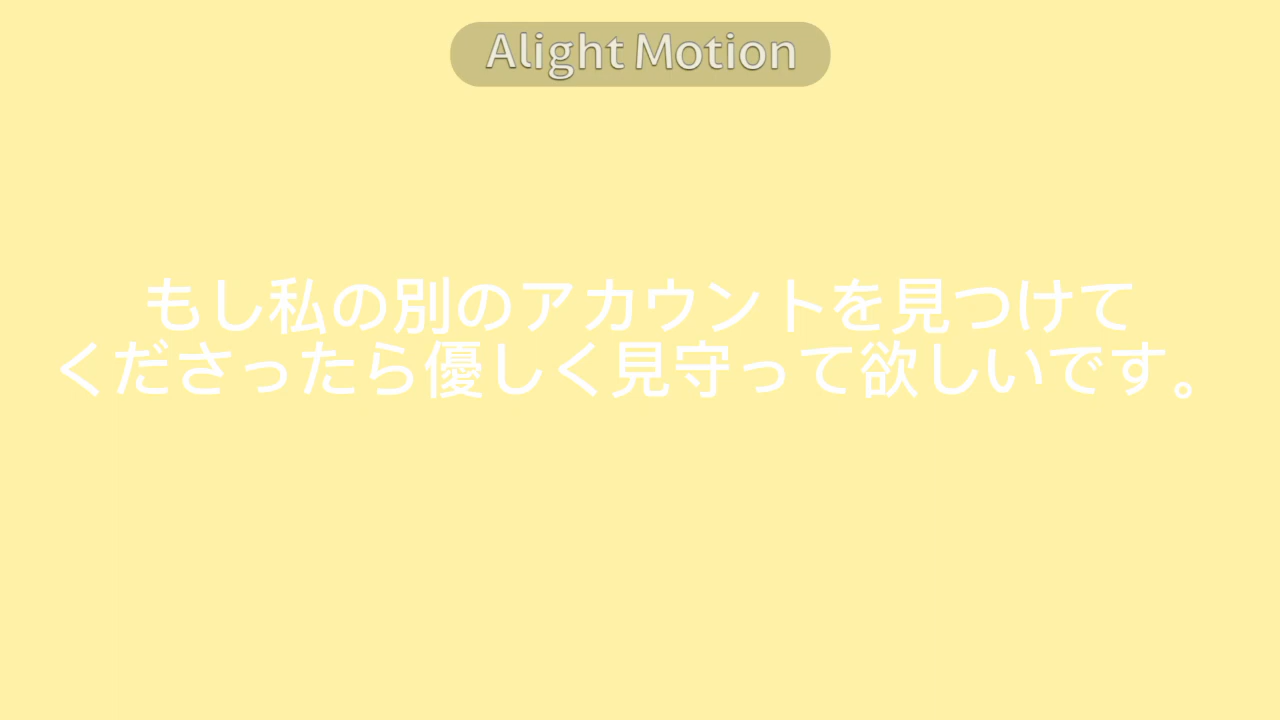 Alight Motion
もし私の別のアカウントを見つけて
くださったら優しく見守って欲しいです。